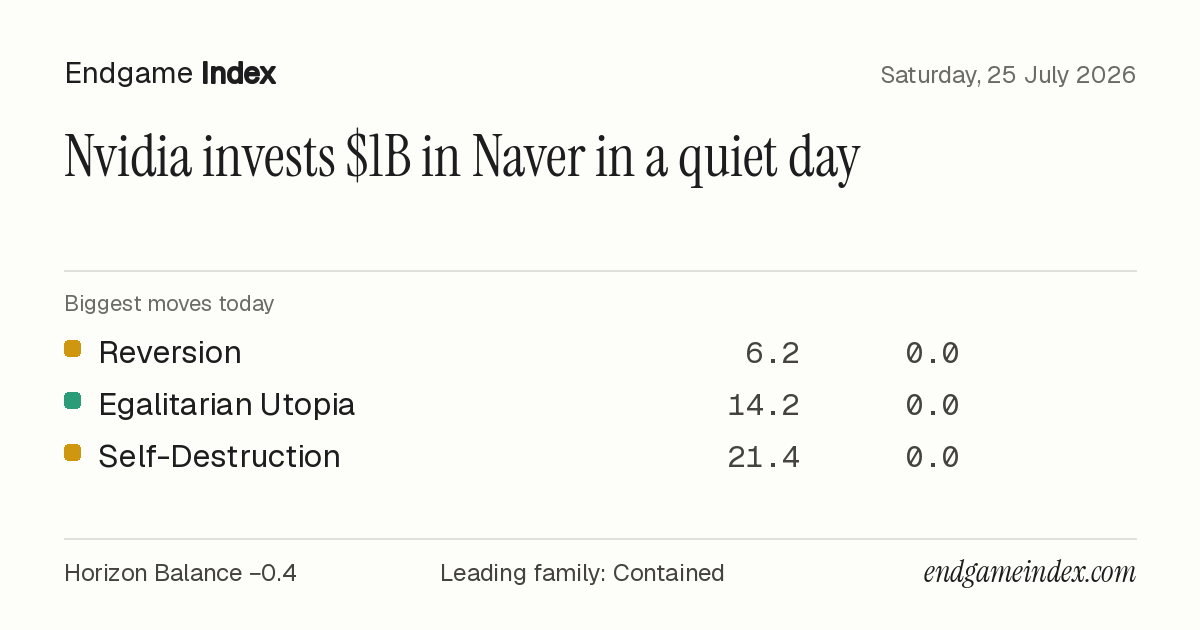 Endgame Index
Saturday, 25 July 2026
Nvidia invests $1B in Naver in a quiet day
Biggest moves today
Reversion 6.2 0.0
Egalitarian Utopia 14.2 0.0
Self-Destruction 21.4 0.0
Horizon Balance −0.4 Leading family: Contained endgameindex.com